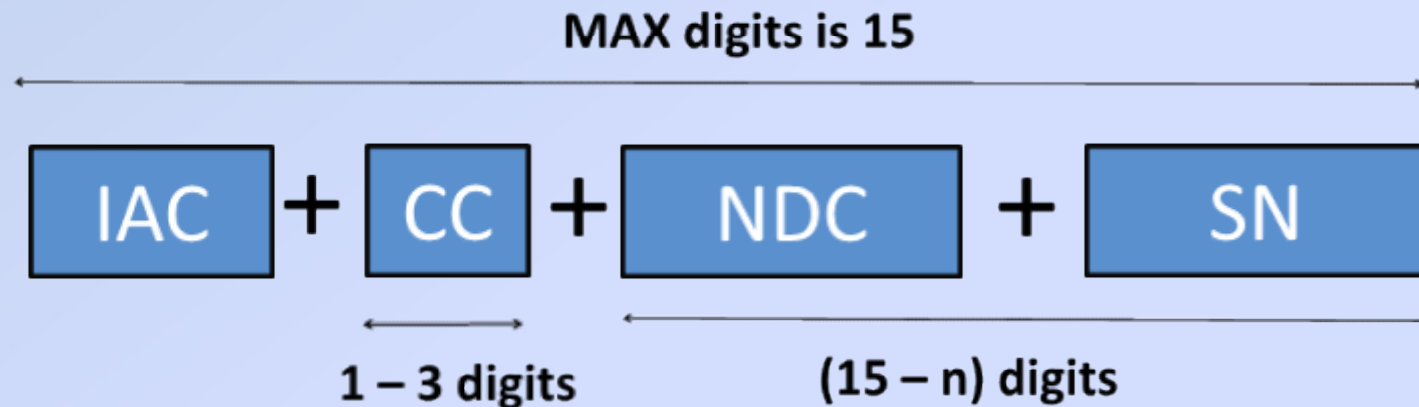 MAX digits is 15
IAC + CC + NDC + SN
1 – 3 digits (15 – n) digits